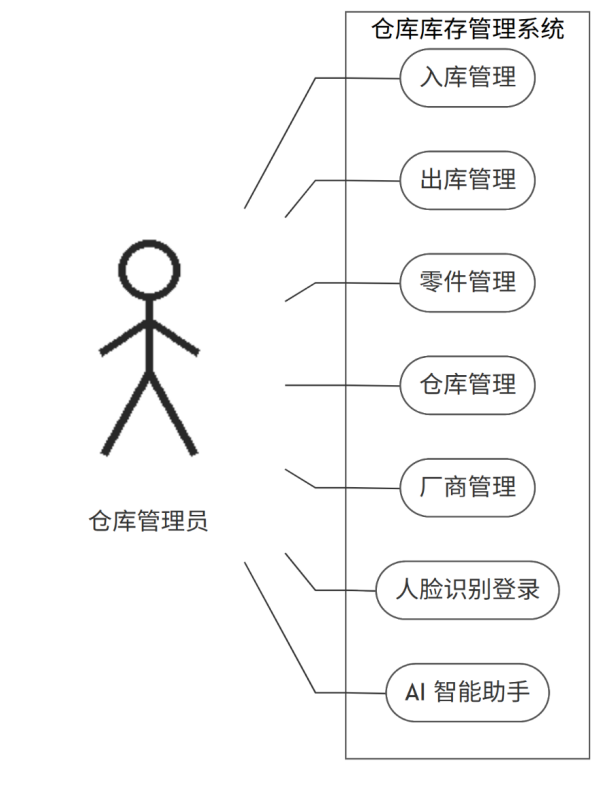 仓库库存管理系统
入库管理
出库管理
零件管理
仓库管理
厂商管理
仓库管理员
人脸识别登录
AI 智能助手